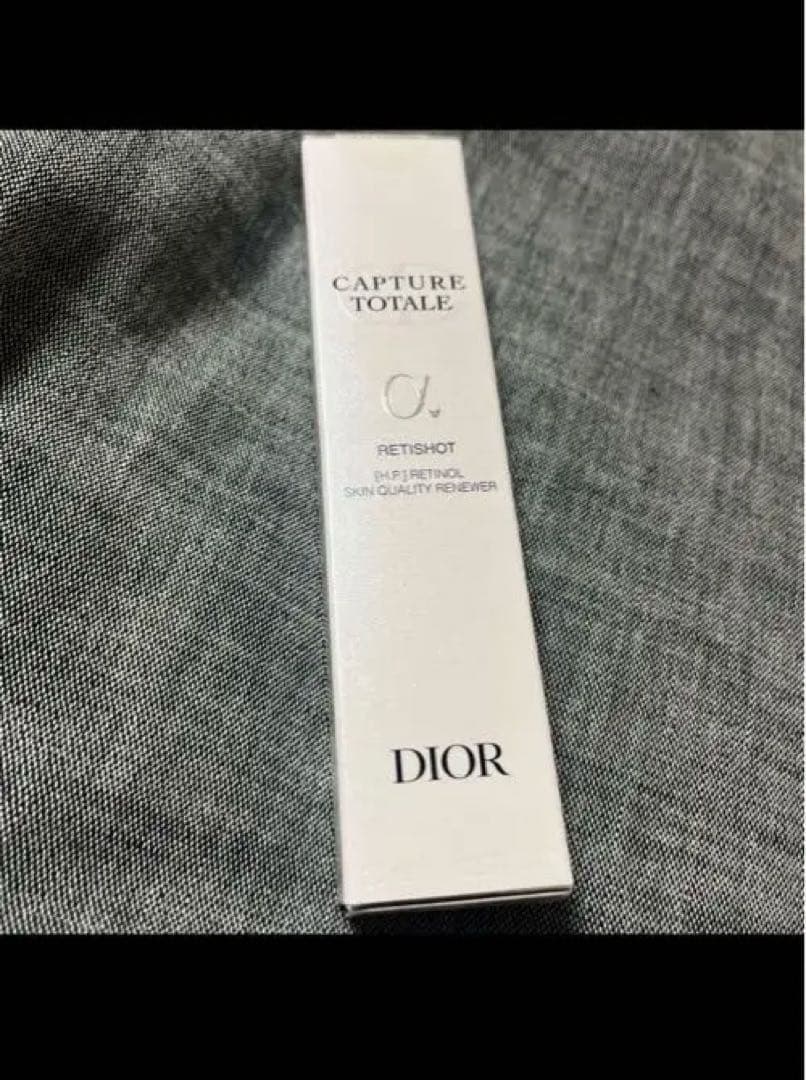 CAPTURE
TOTALE
RETISHOT
[H.P.] RETINOL
SKIN QUALITY RENEWER
DIOR